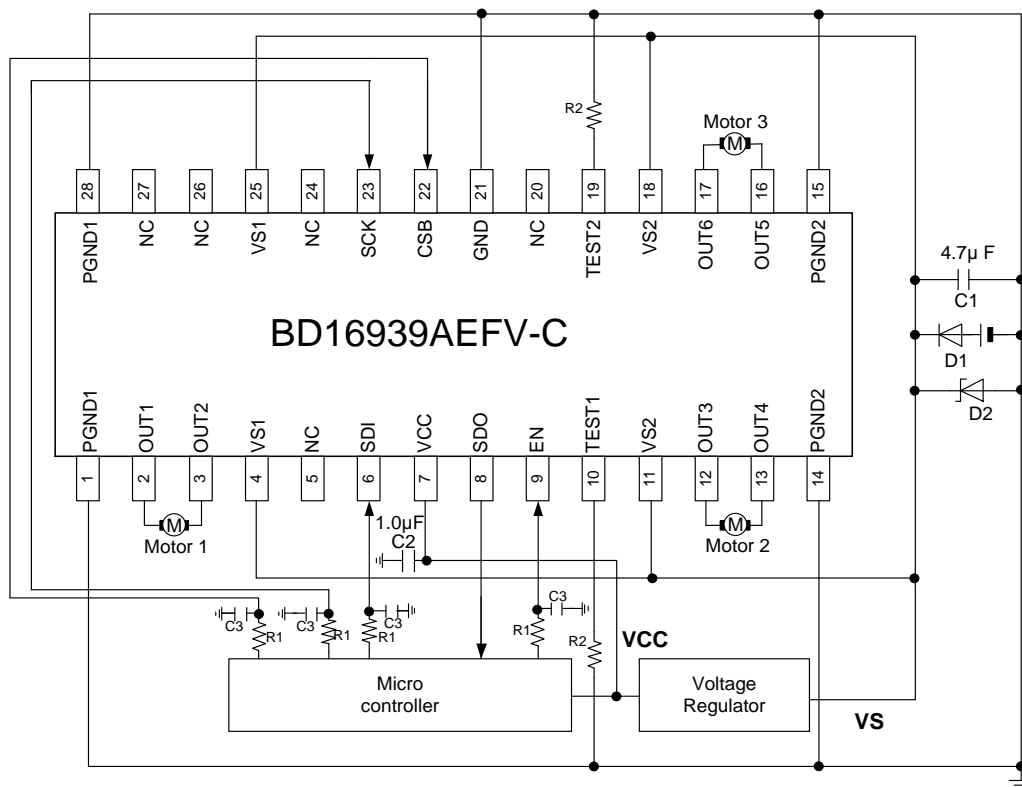 R2
Motor 3
M
28 27 26 25 24 23 22 21 20 19 18 17 16 15
PGND1 NC NC VS1 NC SCK CSB GND NC TEST2 VS2 OUT6 OUT5 PGND2
4.7μ F
C1
D1
D2
BD16939AEFV-C
PGND1 OUT1 OUT2 VS1 NC SDI VCC SDO EN TEST1 VS2 OUT3 OUT4 PGND2
1 2 3 4 5 6 7 8 9 10 11 12 13 14
M
Motor 1
1.0μF
C2
M
Motor 2
C3 R1
C3 R1
C3 R1
C3 R1
R2
VCC
Micro
controller
Voltage
Regulator
VS